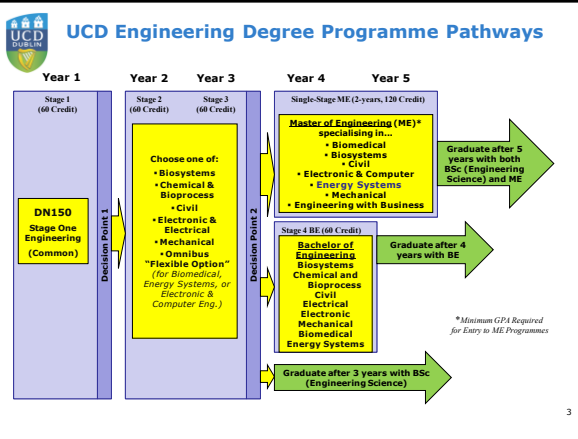 UCD
DUBLIN
UCD Engineering Degree Programme Pathways
Year 1
Year 2
Year 3
Year 4
Year 5
Stage 1
(60 Credit)
DN150
Stage One
Engineering
(Common)
Decision Point 1
Stage 2
(60 Credit)
Stage 3
(60 Credit)
Choose one of:
• Biosystems
• Chemical &
Bioprocess
• Civil
• Electronic &
Electrical
• Mechanical
• Omnibus
“Flexible Option”
(for Biomedical,
Energy Systems, or
Electronic &
Computer Eng.)
Decision Point 2
Single-Stage ME (2-years, 120 Credit)
Master of Engineering (ME)*
specialising in…
• Biomedical
• Biosystems
• Civil
• Electronic & Computer
• Energy Systems
• Mechanical
• Engineering with Business
Graduate after 5
years with both
BSc (Engineering
Science) and ME
Stage 4 BE (60 Credit)
Bachelor of
Engineering
Biosystems
Chemical and
Bioprocess
Civil
Electrical
Electronic
Mechanical
Biomedical
Energy Systems
Graduate after 4
years with BE
*Minimum GPA Required
for Entry to ME Programmes
Graduate after 3 years with BSc
(Engineering Science)
3